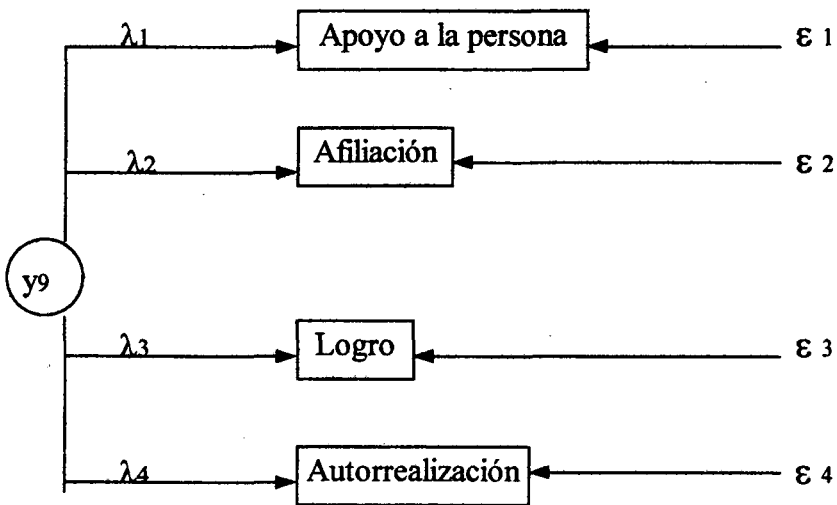 λ1 Apoyo a la persona ε 1
λ2 Afiliación ε 2
y9
λ3 Logro ε 3
λ4 Autorrealización ε 4